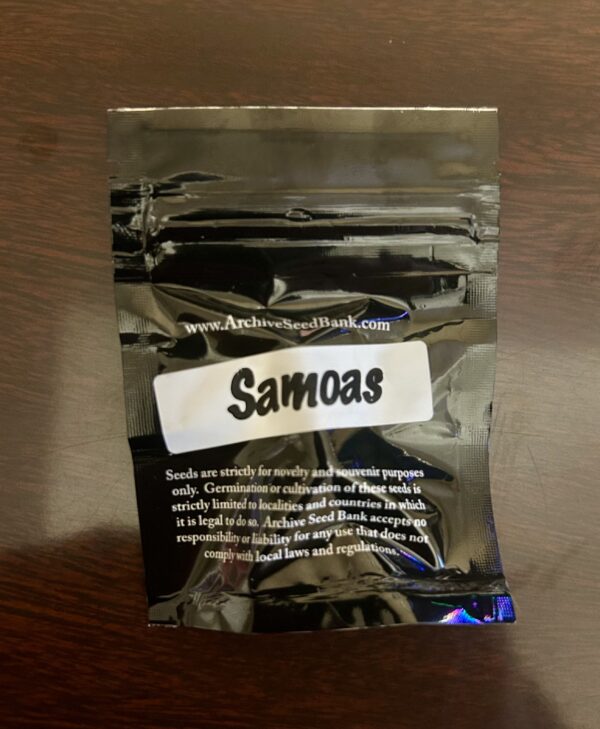 www.ArchiveSeedBank.com
Samoas
Seeds are strictly for novelty and souvenir purposes
only. Germination or cultivation of these seeds is
strictly limited to localities and countries in which
it is legal to do so. Archive Seed Bank accepts no
responsibility or liability for any use that does not
comply with local laws and regulations.